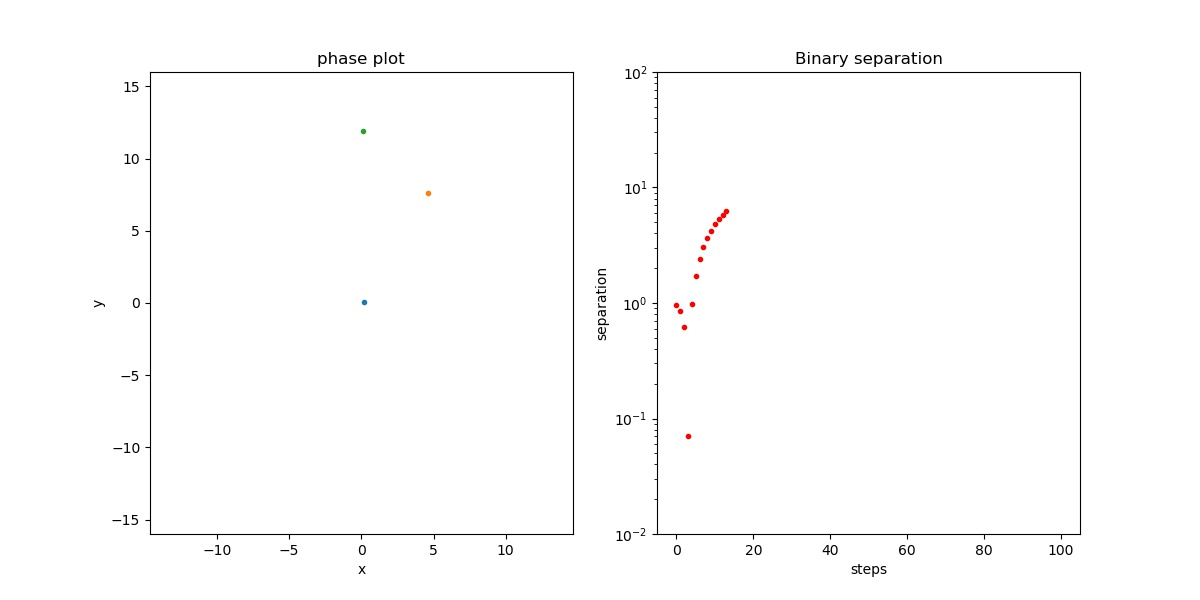 phase plot
15
10
5
0
−5
−10
−15
y
−10 −5 0 5 10
x
Binary separation
10²
10¹
10⁰
10⁻¹
10⁻²
separation
0 20 40 60 80 100
steps